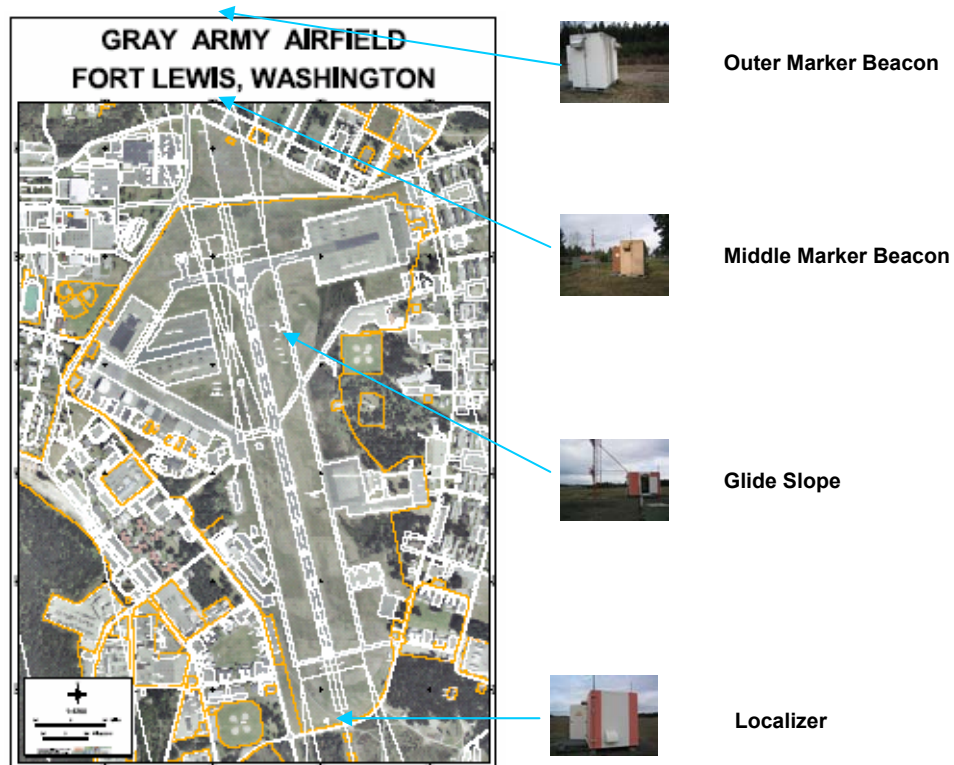 GRAY ARMY AIRFIELD
FORT LEWIS, WASHINGTON
Outer Marker Beacon
Middle Marker Beacon
Glide Slope
Localizer